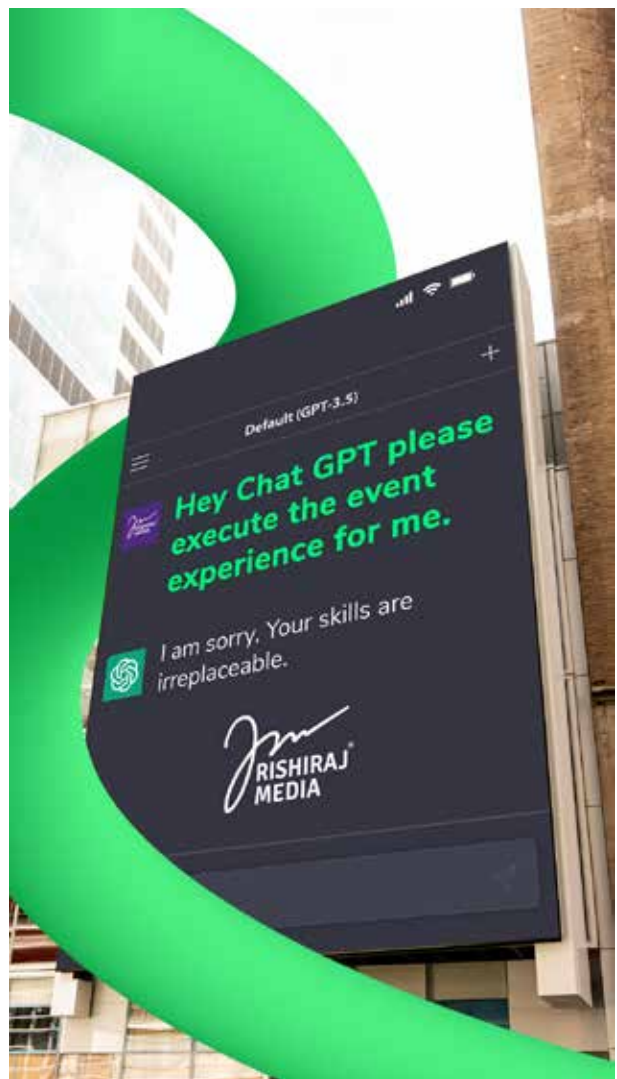 Default (GPT-3.5)
Hey Chat GPT please
execute the event
experience for me.
I am sorry, Your skills are
irreplaceable.
RISHIRAJ®
MEDIA